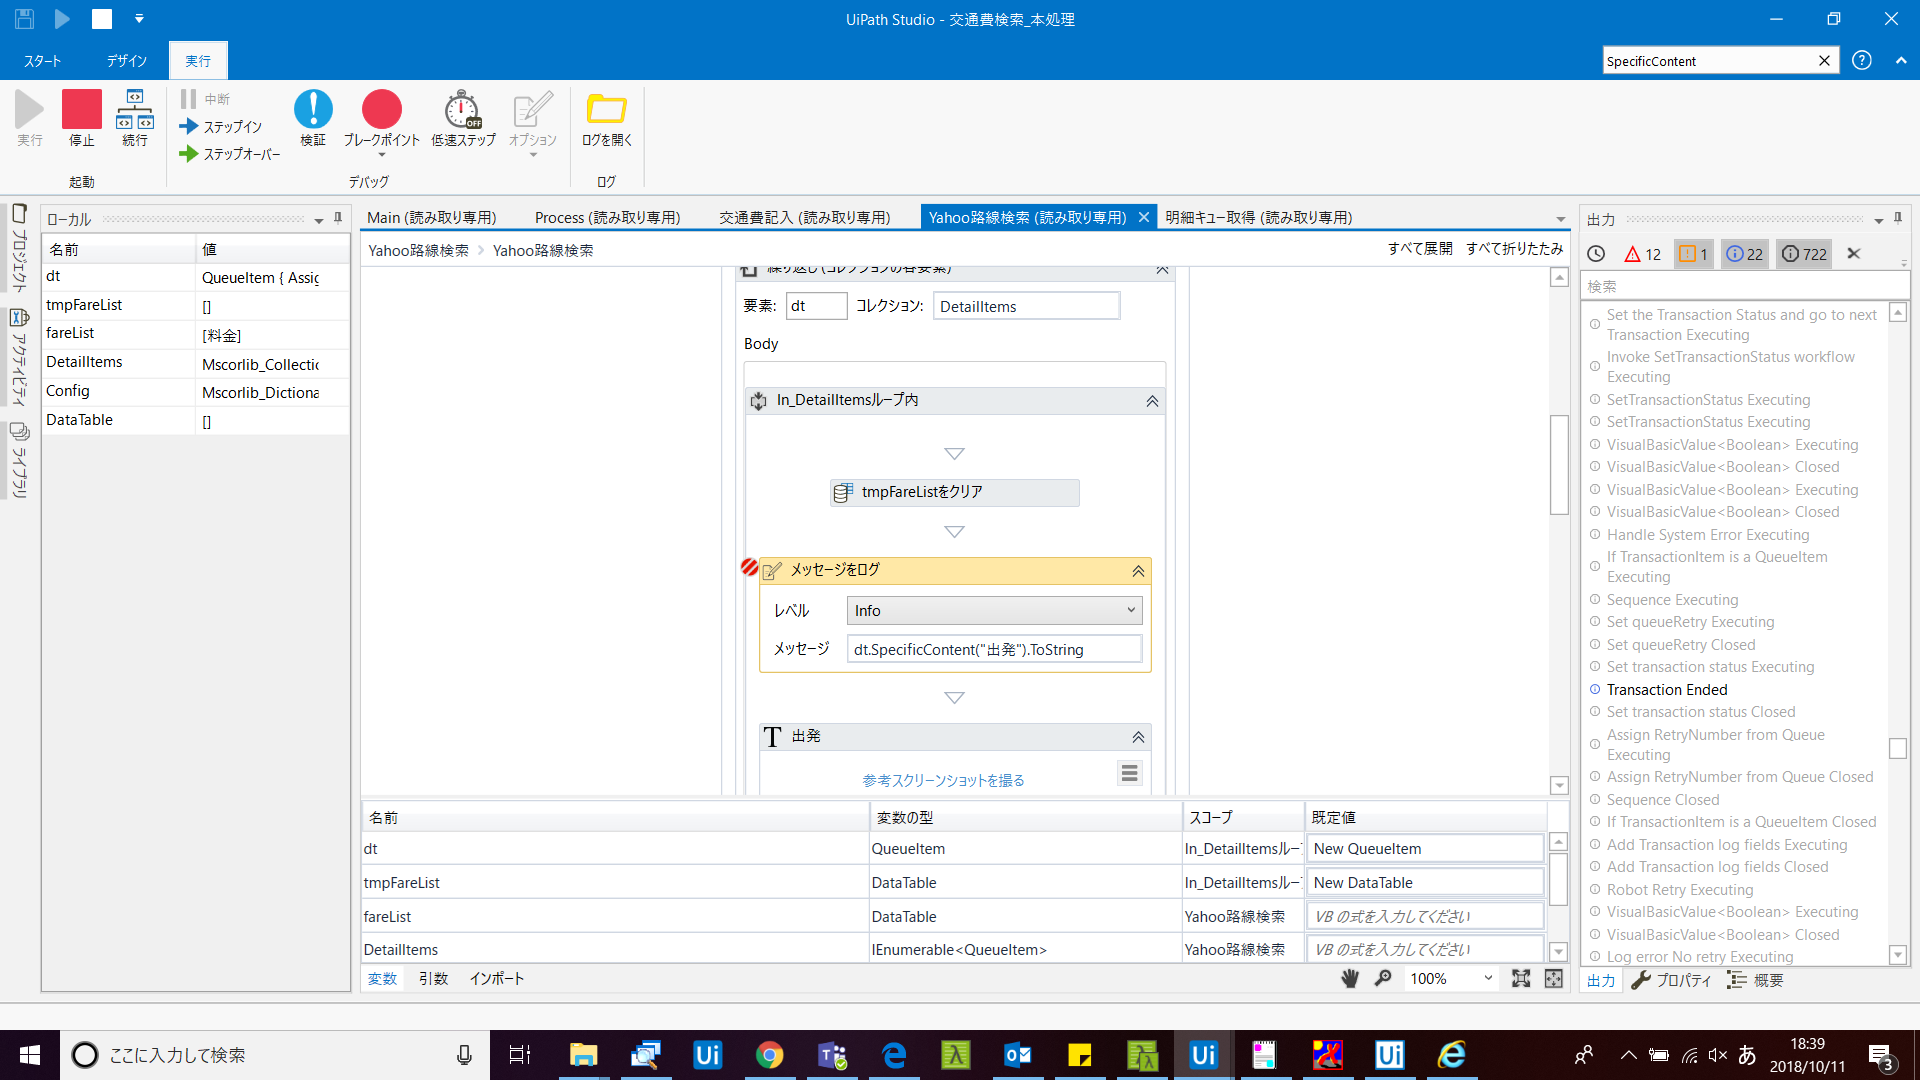 UiPath Studio - 交通費検索_本処理
スタート
デザイン
実行
SpecificContent
実行
停止
続行
起動
中断
ステップイン
ステップオーバー
検証
ブレークポイント
低速ステップ
OFF
オプション
デバッグ
ログを開く
ログ
プロジェクト
アクティビティ
ライブラリ
ローカル
名前 値
dt QueueItem { Assig
tmpFareList []
fareList [料金]
DetailItems Mscorlib_Collectic
Config Mscorlib_Dictiona
DataTable []
Main (読み取り専用)
Process (読み取り専用)
交通費記入 (読み取り専用)
Yahoo路線検索 (読み取り専用)
明細キュー取得 (読み取り専用)
Yahoo路線検索 > Yahoo路線検索
すべて展開 すべて折りたたみ
繰り返し (コレクションの各要素)
要素: dt コレクション: DetailItems
Body
In_DetailItemsループ内
tmpFareListをクリア
メッセージをログ
レベル Info
メッセージ dt.SpecificContent("出発").ToString
出発
参考スクリーンショットを撮る
名前 変数の型 スコープ 既定値
dt QueueItem In_DetailItemsルー New QueueItem
tmpFareList DataTable In_DetailItemsルー New DataTable
fareList DataTable Yahoo路線検索 VB の式を入力してください
DetailItems IEnumerable<QueueItem> Yahoo路線検索 VB の式を入力してください
変数 引数 インポート
100%
出力
12 1 22 722
検索
Set the Transaction Status and go to next
Transaction Executing
Invoke SetTransactionStatus workflow
Executing
SetTransactionStatus Executing
SetTransactionStatus Executing
VisualBasicValue<Boolean> Executing
VisualBasicValue<Boolean> Closed
VisualBasicValue<Boolean> Executing
VisualBasicValue<Boolean> Closed
Handle System Error Executing
If TransactionItem is a QueueItem
Executing
Sequence Executing
Set queueRetry Executing
Set queueRetry Closed
Set transaction status Executing
Transaction Ended
Set transaction status Closed
Assign RetryNumber from Queue
Executing
Assign RetryNumber from Queue Closed
Sequence Closed
If TransactionItem is a QueueItem Closed
Add Transaction log fields Executing
Add Transaction log fields Closed
Robot Retry Executing
VisualBasicValue<Boolean> Executing
VisualBasicValue<Boolean> Closed
Log error No retry Executing
出力 プロパティ 概要
ここに入力して検索
Ui
Ui
Ui
あ
18:39
2018/10/11
3